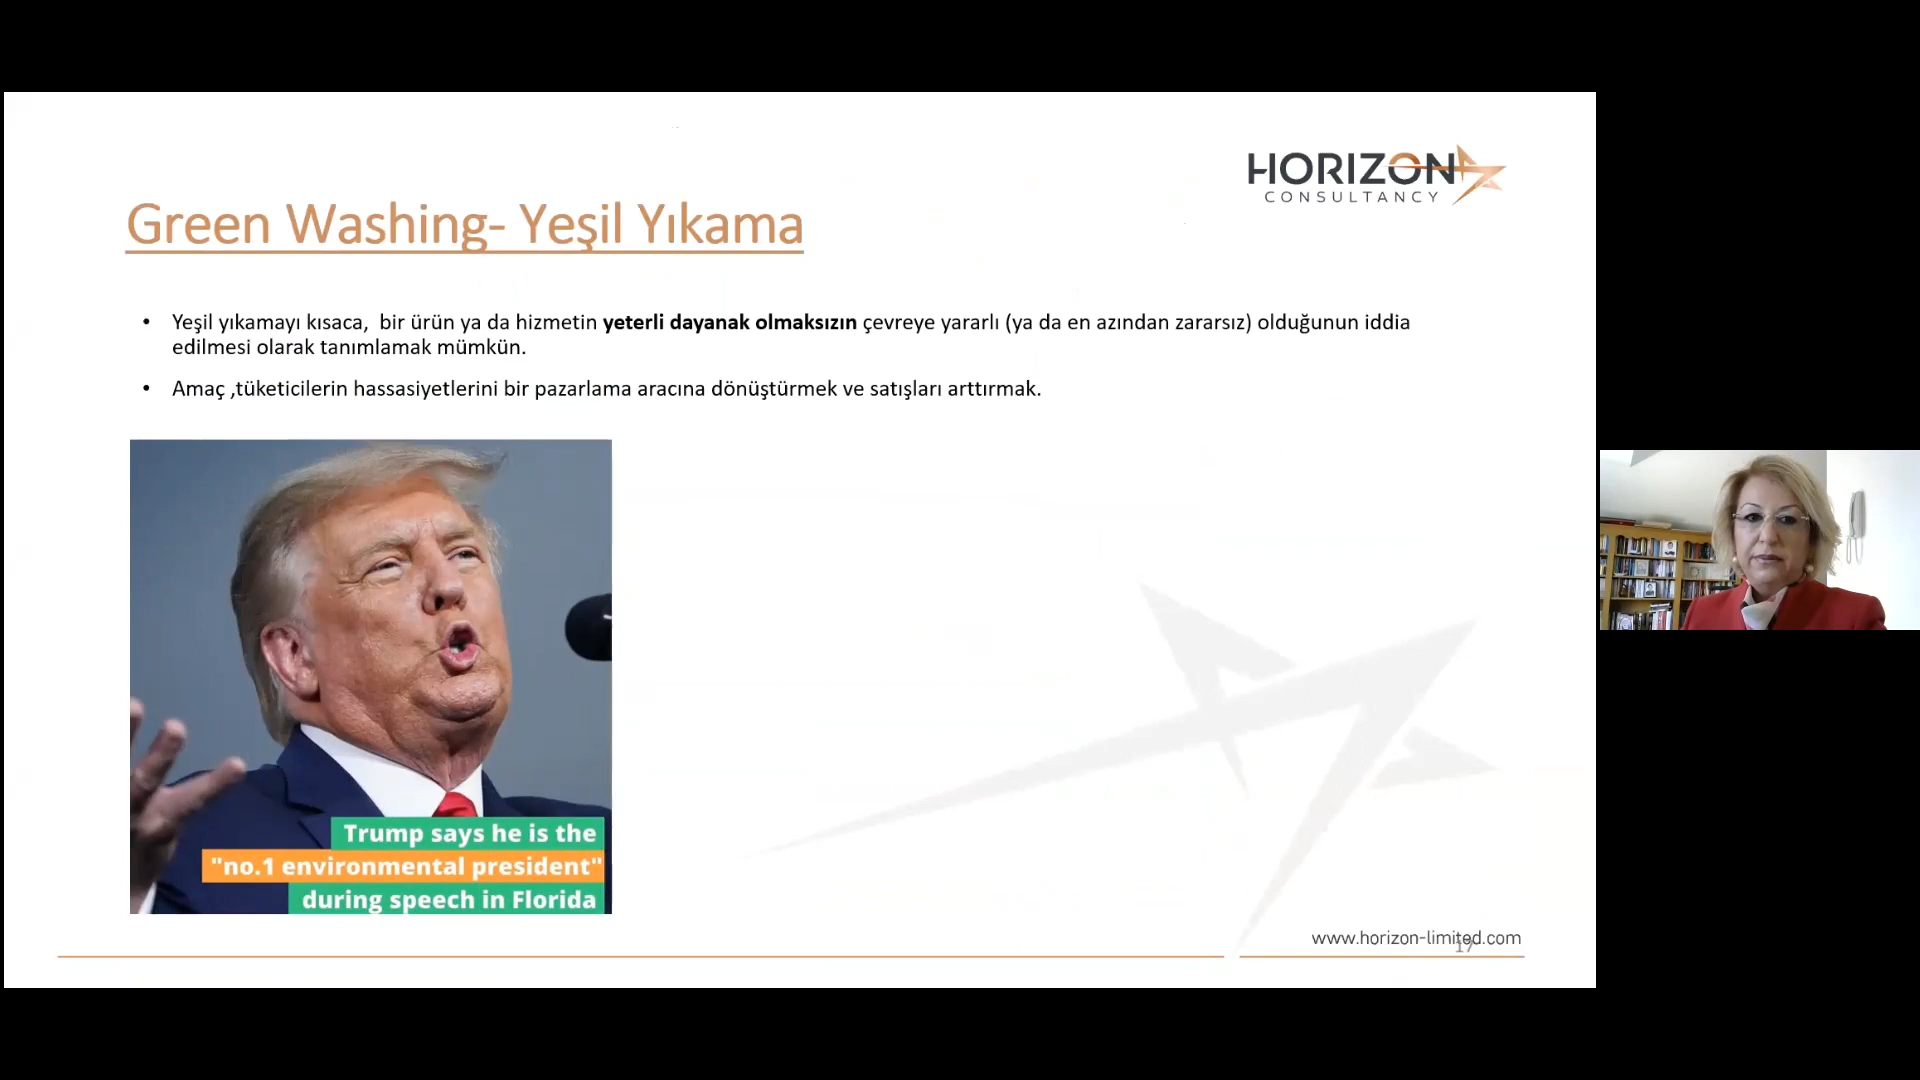 HORIZON
CONSULTANCY
Green Washing- Yeşil Yıkama
• Yeşil yıkamayı kısaca,  bir ürün ya da hizmetin yeterli dayanak olmaksızın çevreye yararlı (ya da en azından zararsız) olduğunun iddia
edilmesi olarak tanımlamak mümkün.
• Amaç ,tüketicilerin hassasiyetlerini bir pazarlama aracına dönüştürmek ve satışları arttırmak.
Trump says he is the
"no.1 environmental president"
during speech in Florida
www.horizon-limited.com
17